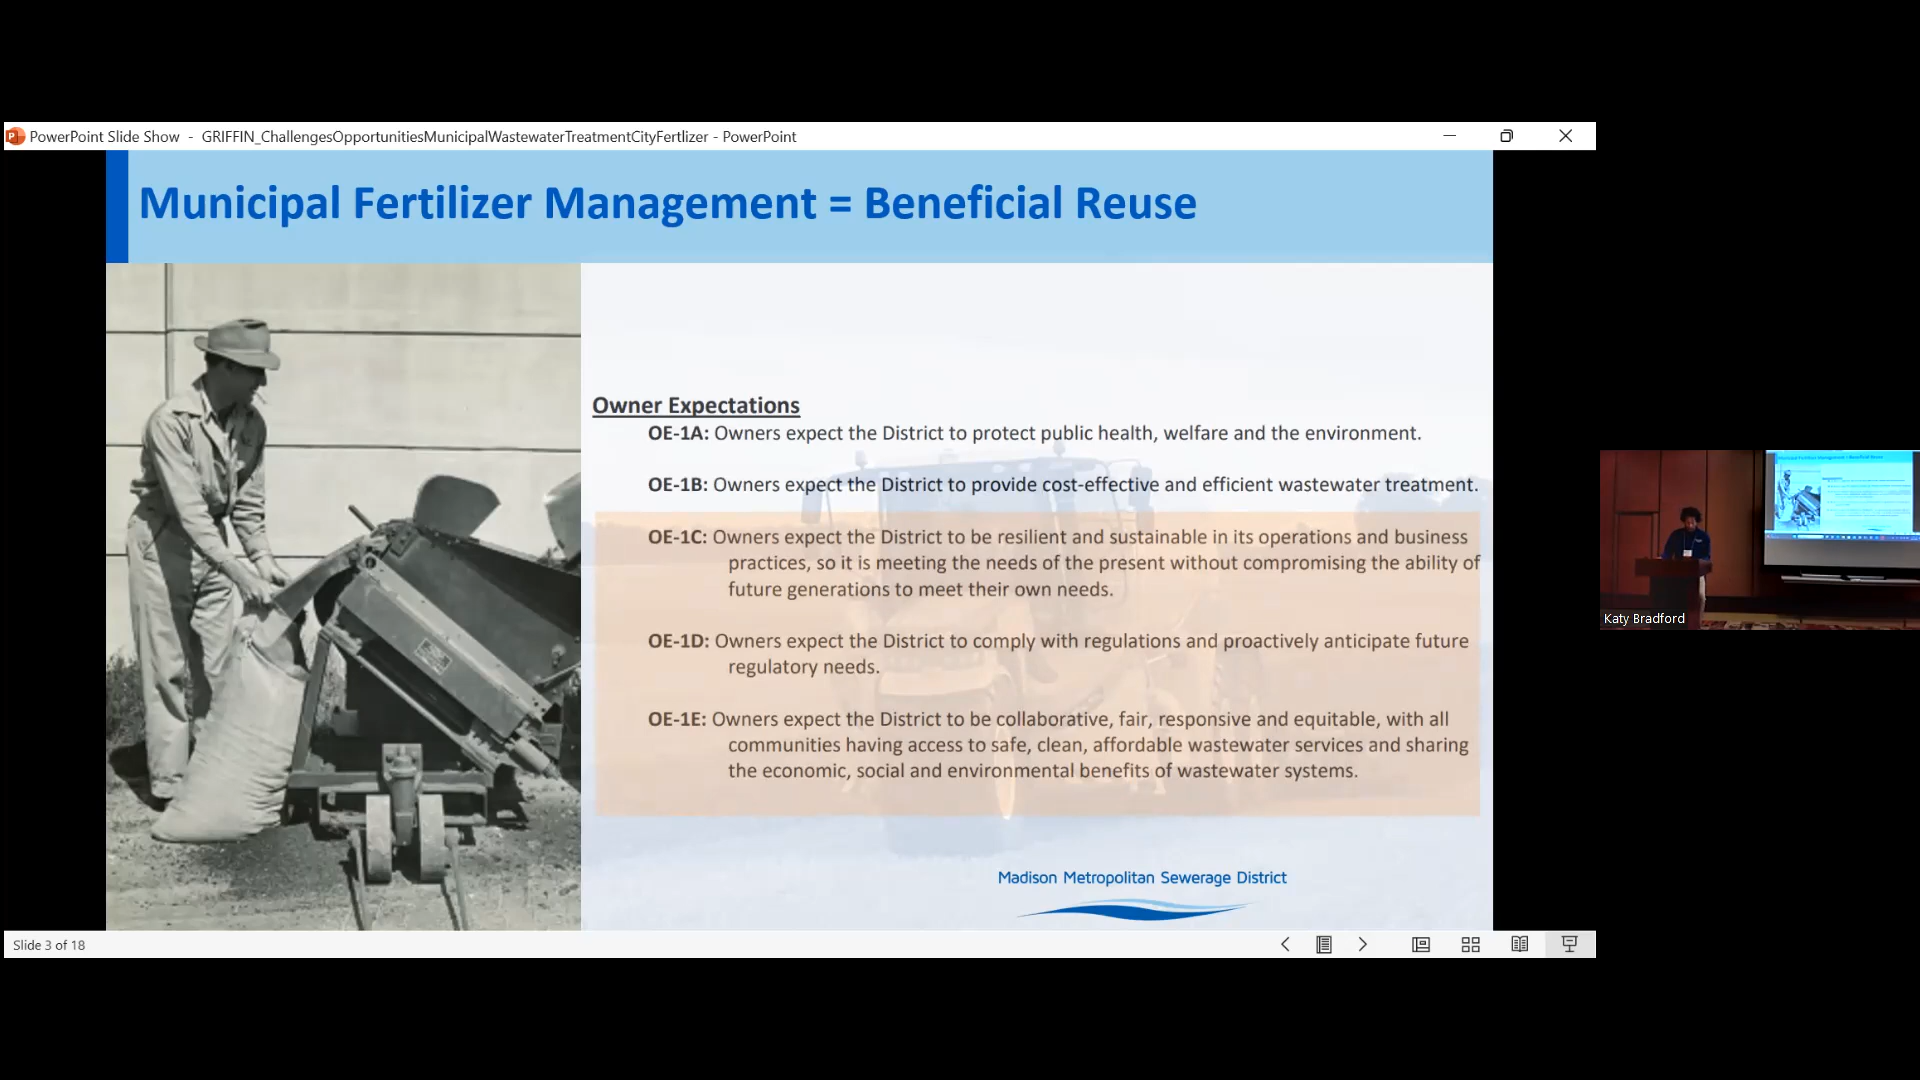 PowerPoint Slide Show - GRIFFIN_ChallengesOpportunitiesMunicipalWastewaterTreatmentCityFertlizer - PowerPoint
Municipal Fertilizer Management = Beneficial Reuse
Owner Expectations
OE-1A: Owners expect the District to protect public health, welfare and the environment.
OE-1B: Owners expect the District to provide cost-effective and efficient wastewater treatment.
OE-1C: Owners expect the District to be resilient and sustainable in its operations and business
practices, so it is meeting the needs of the present without compromising the ability of
future generations to meet their own needs.
OE-1D: Owners expect the District to comply with regulations and proactively anticipate future
regulatory needs.
OE-1E: Owners expect the District to be collaborative, fair, responsive and equitable, with all
communities having access to safe, clean, affordable wastewater services and sharing
the economic, social and environmental benefits of wastewater systems.
Madison Metropolitan Sewerage District
Slide 3 of 18
Katy Bradford
Municipal Fertilizer Management = Beneficial Reuse